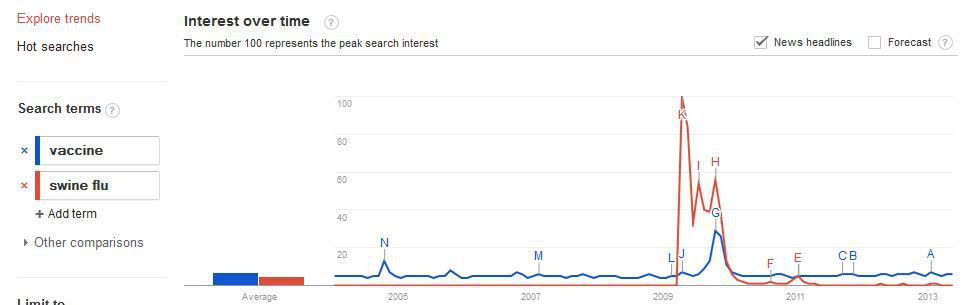 Explore trends
Hot searches
Search terms ?
× vaccine
× swine flu
+ Add term
Other comparisons
Limit to
Interest over time ?
The number 100 represents the peak search interest
News headlines
Forecast ?
100
80
60
40
20
K
I
H
G
N
M
L
J
F
E
C
B
A
Average
2005
2007
2009
2011
2013